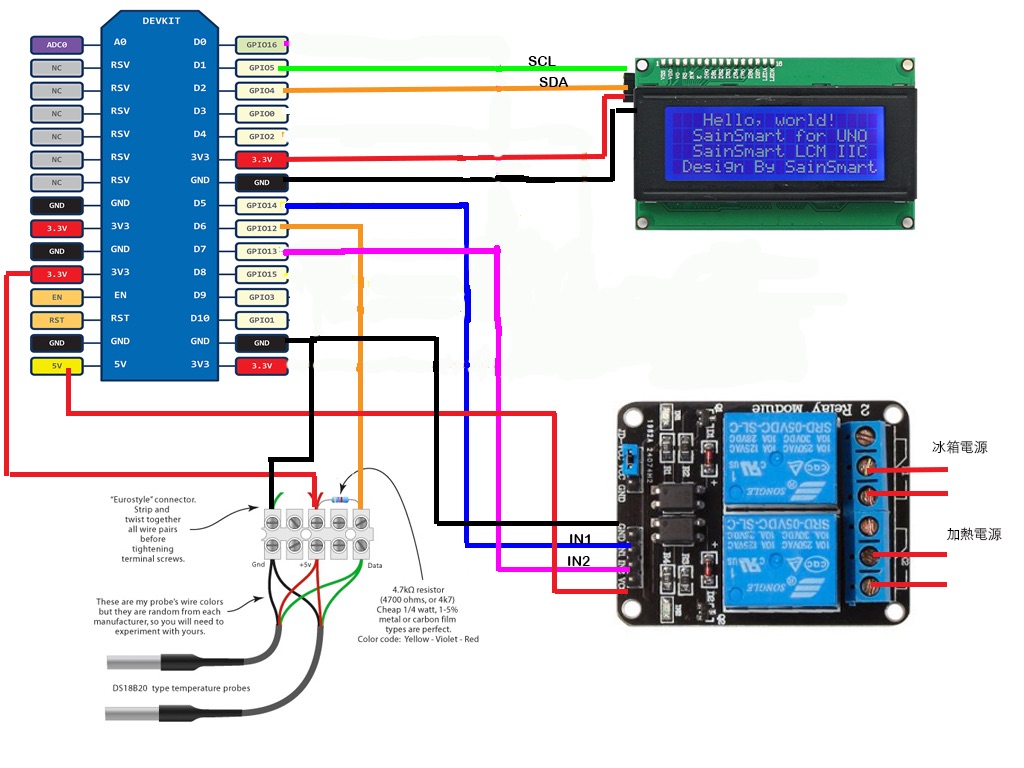 DEVKIT
ADC0 A0 D0 GPIO16
NC RSV D1 GPIO5
NC RSV D2 GPIO4
NC RSV D3 GPIO0
NC RSV D4 GPIO2
NC RSV 3V3 3.3V
NC RSV GND GND
GND GND D5 GPIO14
3.3V 3V3 D6 GPIO12
GND GND D7 GPIO13
3.3V 3V3 D8 GPIO15
EN EN D9 GPIO3
RST RST D10 GPIO1
GND GND GND GND
5V 5V 3V3 3.3V
SCL
SDA
1 16
Hello, world!
SainSmart for UNO
SainSmart LCM IIC
Design By SainSmart
2 Relay Module
SRD-05VDC-SL-C
10A 250VAC 10A 125VAC
10A 30VDC 10A 28VDC
SONGLE
SRD-05VDC-SL-C
10A 250VAC 10A 125VAC
10A 30VDC 10A 28VDC
SONGLE
冰箱電源
加熱電源
IN1
IN2
"Eurostyle" connector.
Strip and
twist together
all wire pairs
before
tightening
terminal screws.
Gnd +5v Data
4.7kΩ resistor
(4700 ohms, or 4k7)
Cheap 1/4 watt, 1-5%
metal or carbon film
types are perfect.
Color code: Yellow - Violet - Red
These are my probe's wire colors
but they are random from each
manufacturer, so you will need to
experiment with yours.
DS18B20 type temperature probes